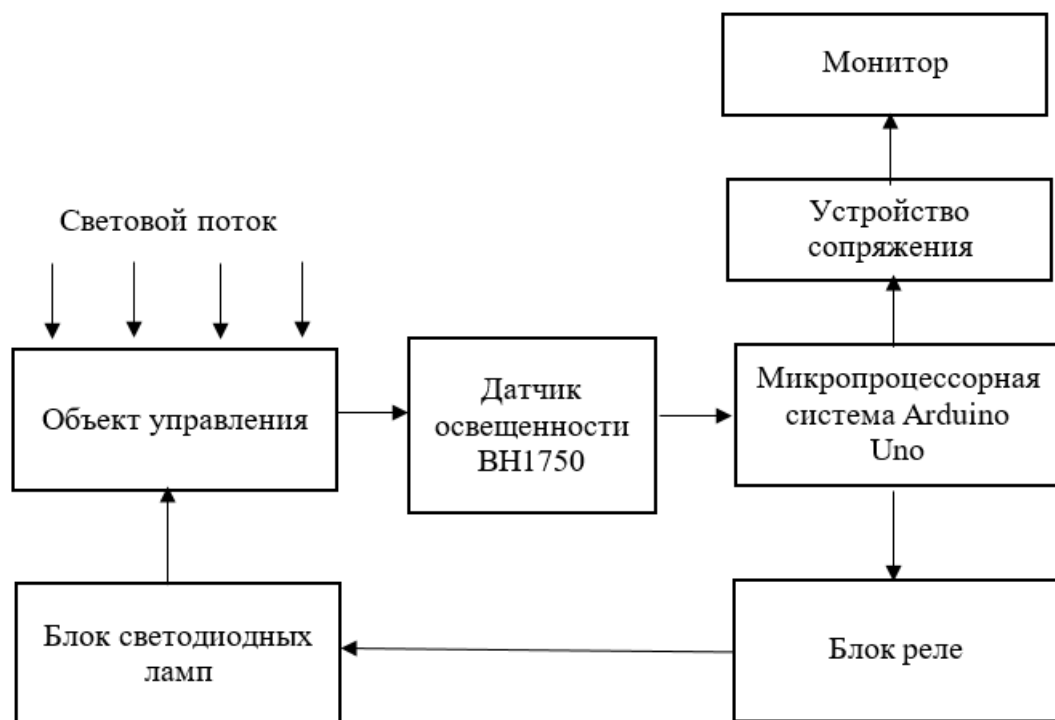 Монитор
Устройство
сопряжения
Световой поток
Объект управления
Датчик
освещенности
BH1750
Микропроцессорная
система Arduino
Uno
Блок светодиодных
ламп
Блок реле